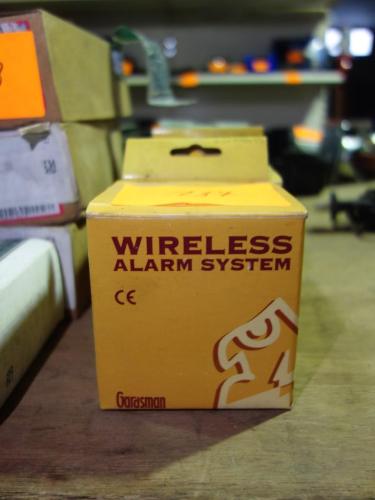 WIRELESS
ALARM SYSTEM
CE
Garasman